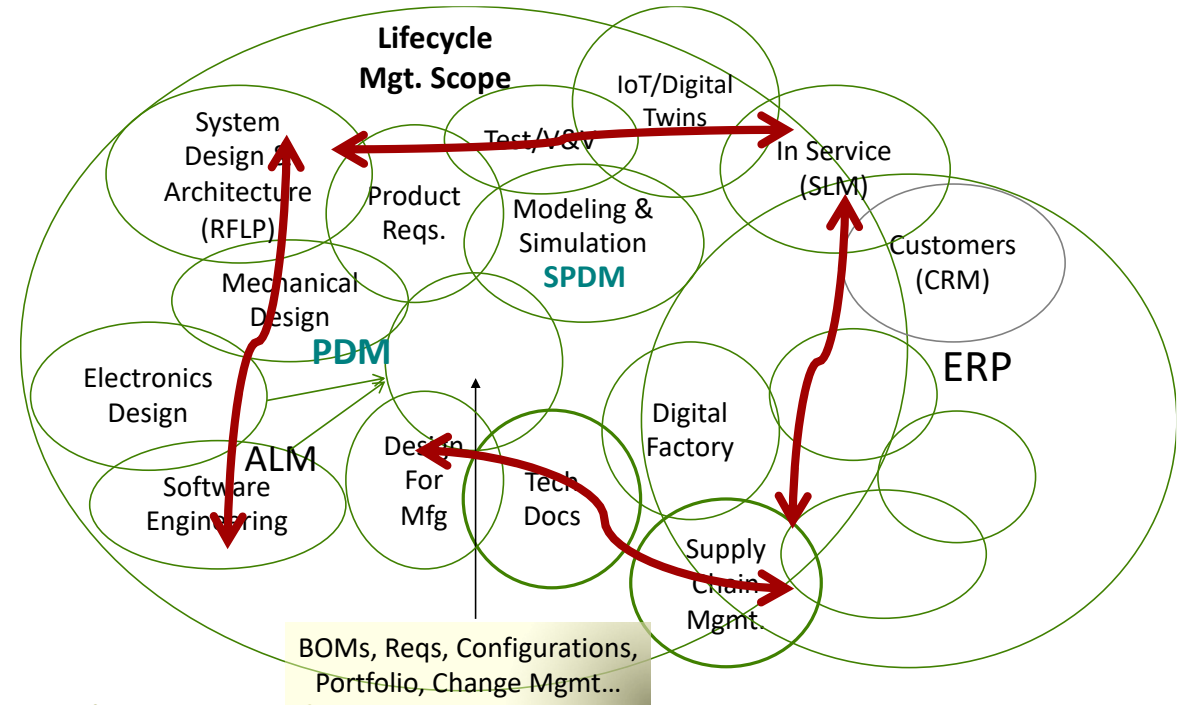 Lifecycle
Mgt. Scope
IoT/Digital
Twins
System
Design &
Architecture
(RFLP)
Test/V&V
In Service
(SLM)
Product
Reqs.
Modeling &
Simulation
SPDM
Customers
(CRM)
Mechanical
Design
PDM
ERP
Electronics
Design
Digital
Factory
ALM
Software
Engineering
Design
For
Mfg
Tech
Docs
Supply
Chain
Mgmt.
BOMs, Reqs, Configurations,
Portfolio, Change Mgmt...